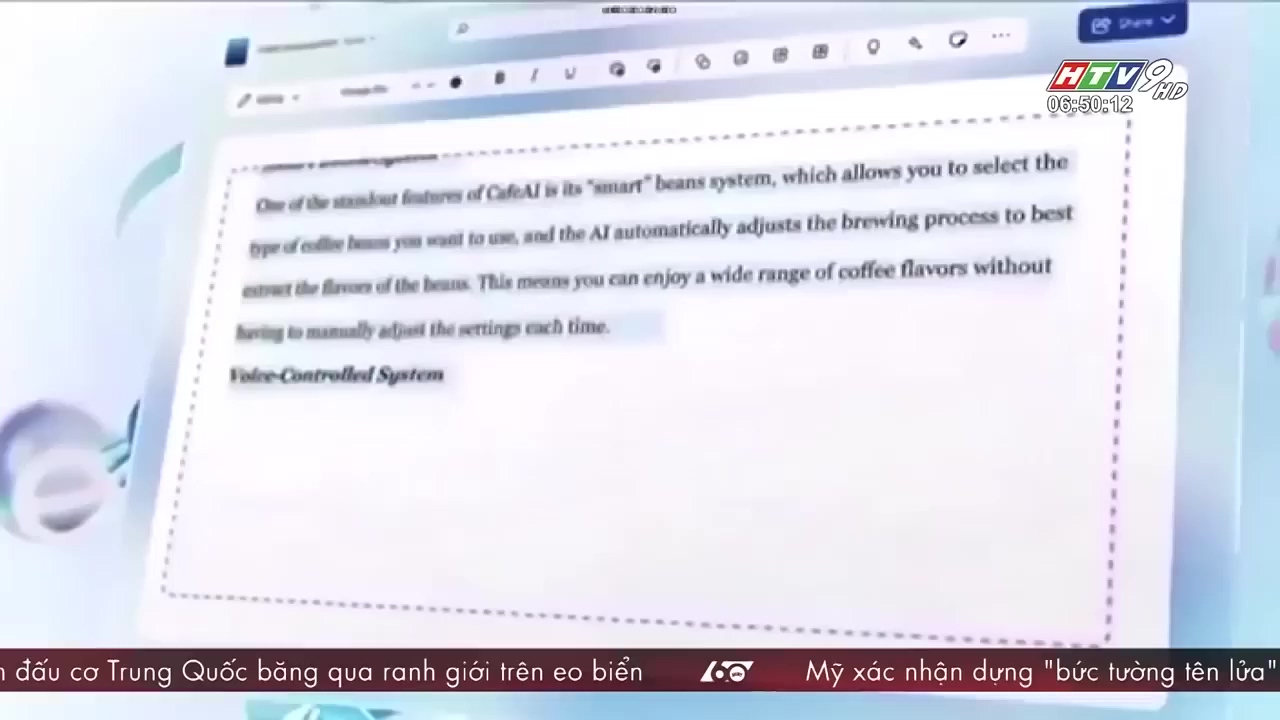 Share
HTV9 HD
06:50:12
One of the standout features of CafeAI is its "smart" beans system, which allows you to select the
type of coffee beans you want to use, and the AI automatically adjusts the brewing process to best
extract the flavors of the beans. This means you can enjoy a wide range of coffee flavors without
having to manually adjust the settings each time.
Voice-Controlled System
đấu cơ Trung Quốc băng qua ranh giới trên eo biển
60 giây
Mỹ xác nhận dựng "bức tường tên lửa"